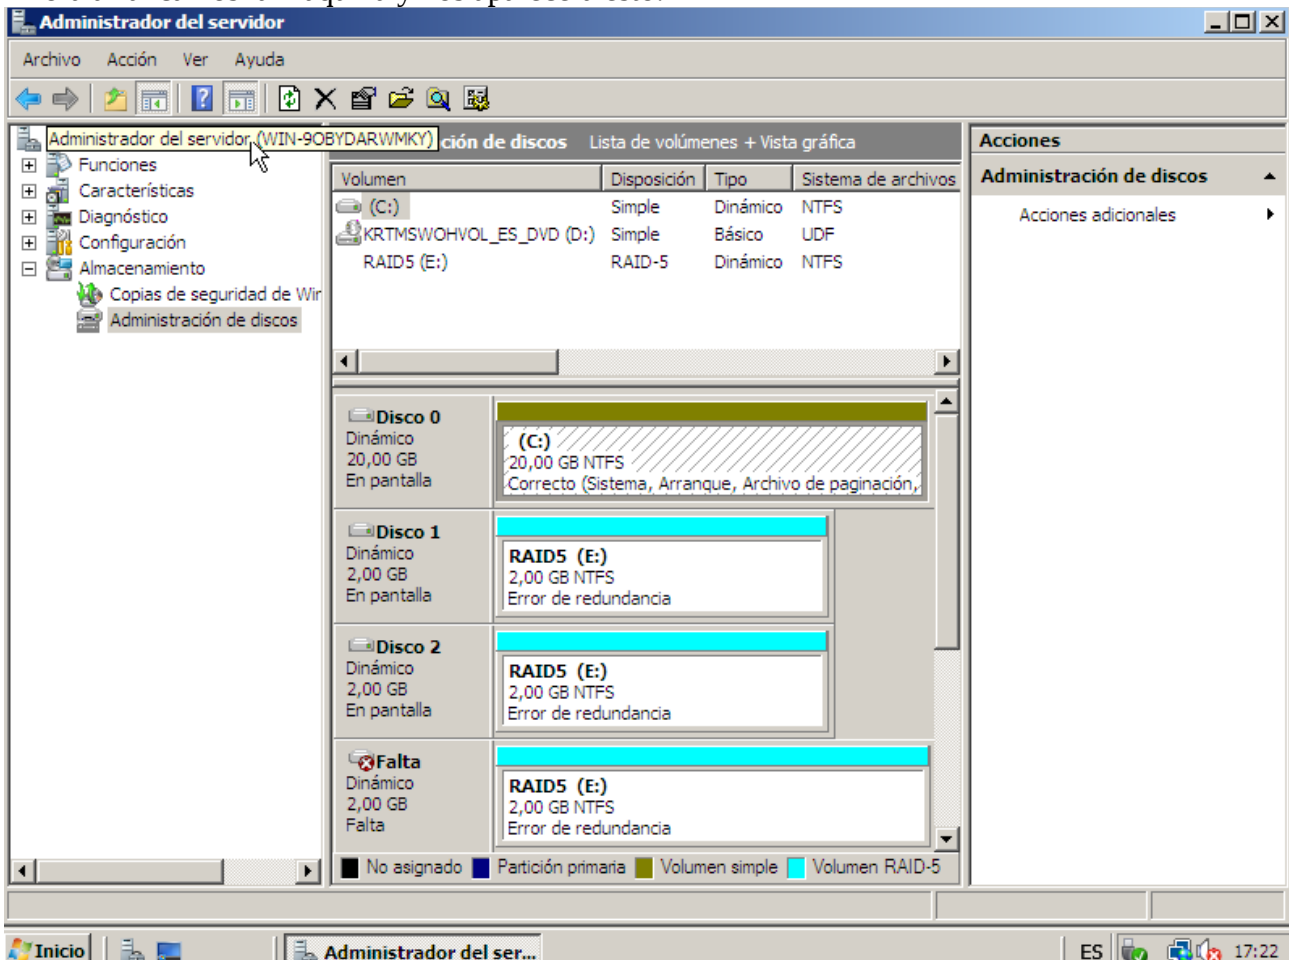 Administrador del servidor
Archivo Acción Ver Ayuda
Administrador del servidor (WIN-9OBYDARWMKY)
Funciones
Características
Diagnóstico
Configuración
Almacenamiento
Copias de seguridad de Wir
Administración de discos
ción de discos Lista de volúmenes + Vista gráfica
Volumen Disposición Tipo Sistema de archivos
(C:) Simple Dinámico NTFS
KRTMSWOHVOL_ES_DVD (D:) Simple Básico UDF
RAID5 (E:) RAID-5 Dinámico NTFS
Disco 0
Dinámico
20,00 GB
En pantalla
(C:)
20,00 GB NTFS
Correcto (Sistema, Arranque, Archivo de paginación,
Disco 1
Dinámico
2,00 GB
En pantalla
RAID5 (E:)
2,00 GB NTFS
Error de redundancia
Disco 2
Dinámico
2,00 GB
En pantalla
RAID5 (E:)
2,00 GB NTFS
Error de redundancia
Falta
Dinámico
2,00 GB
Falta
RAID5 (E:)
2,00 GB NTFS
Error de redundancia
No asignado Partición primaria Volumen simple Volumen RAID-5
Acciones
Administración de discos
Acciones adicionales
Inicio
Administrador del ser...
ES 17:22